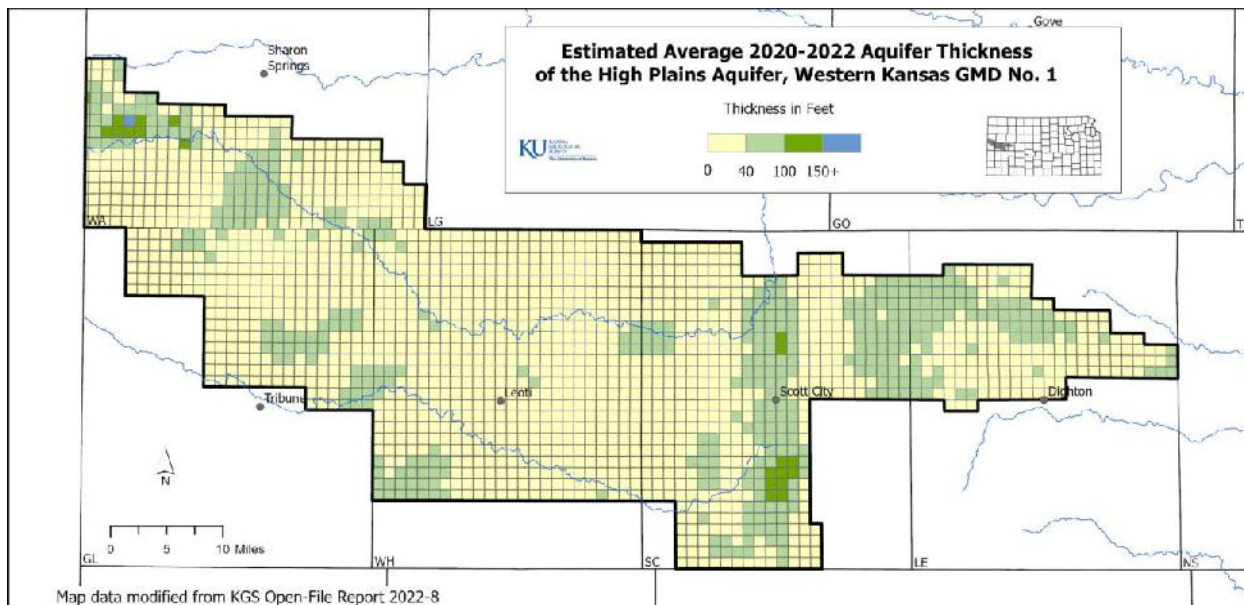 Gove
Sharon
Springs
Estimated Average 2020-2022 Aquifer Thickness
of the High Plains Aquifer, Western Kansas GMD No. 1
Thickness in Feet
KU
0 40 100 150+
WA
LG
GO
T
Tribune
Leoti
Scott City
Dighton
N
0 5 10 Miles
GL
WH
SC
LE
NS
Map data modified from KGS Open-File Report 2022-8